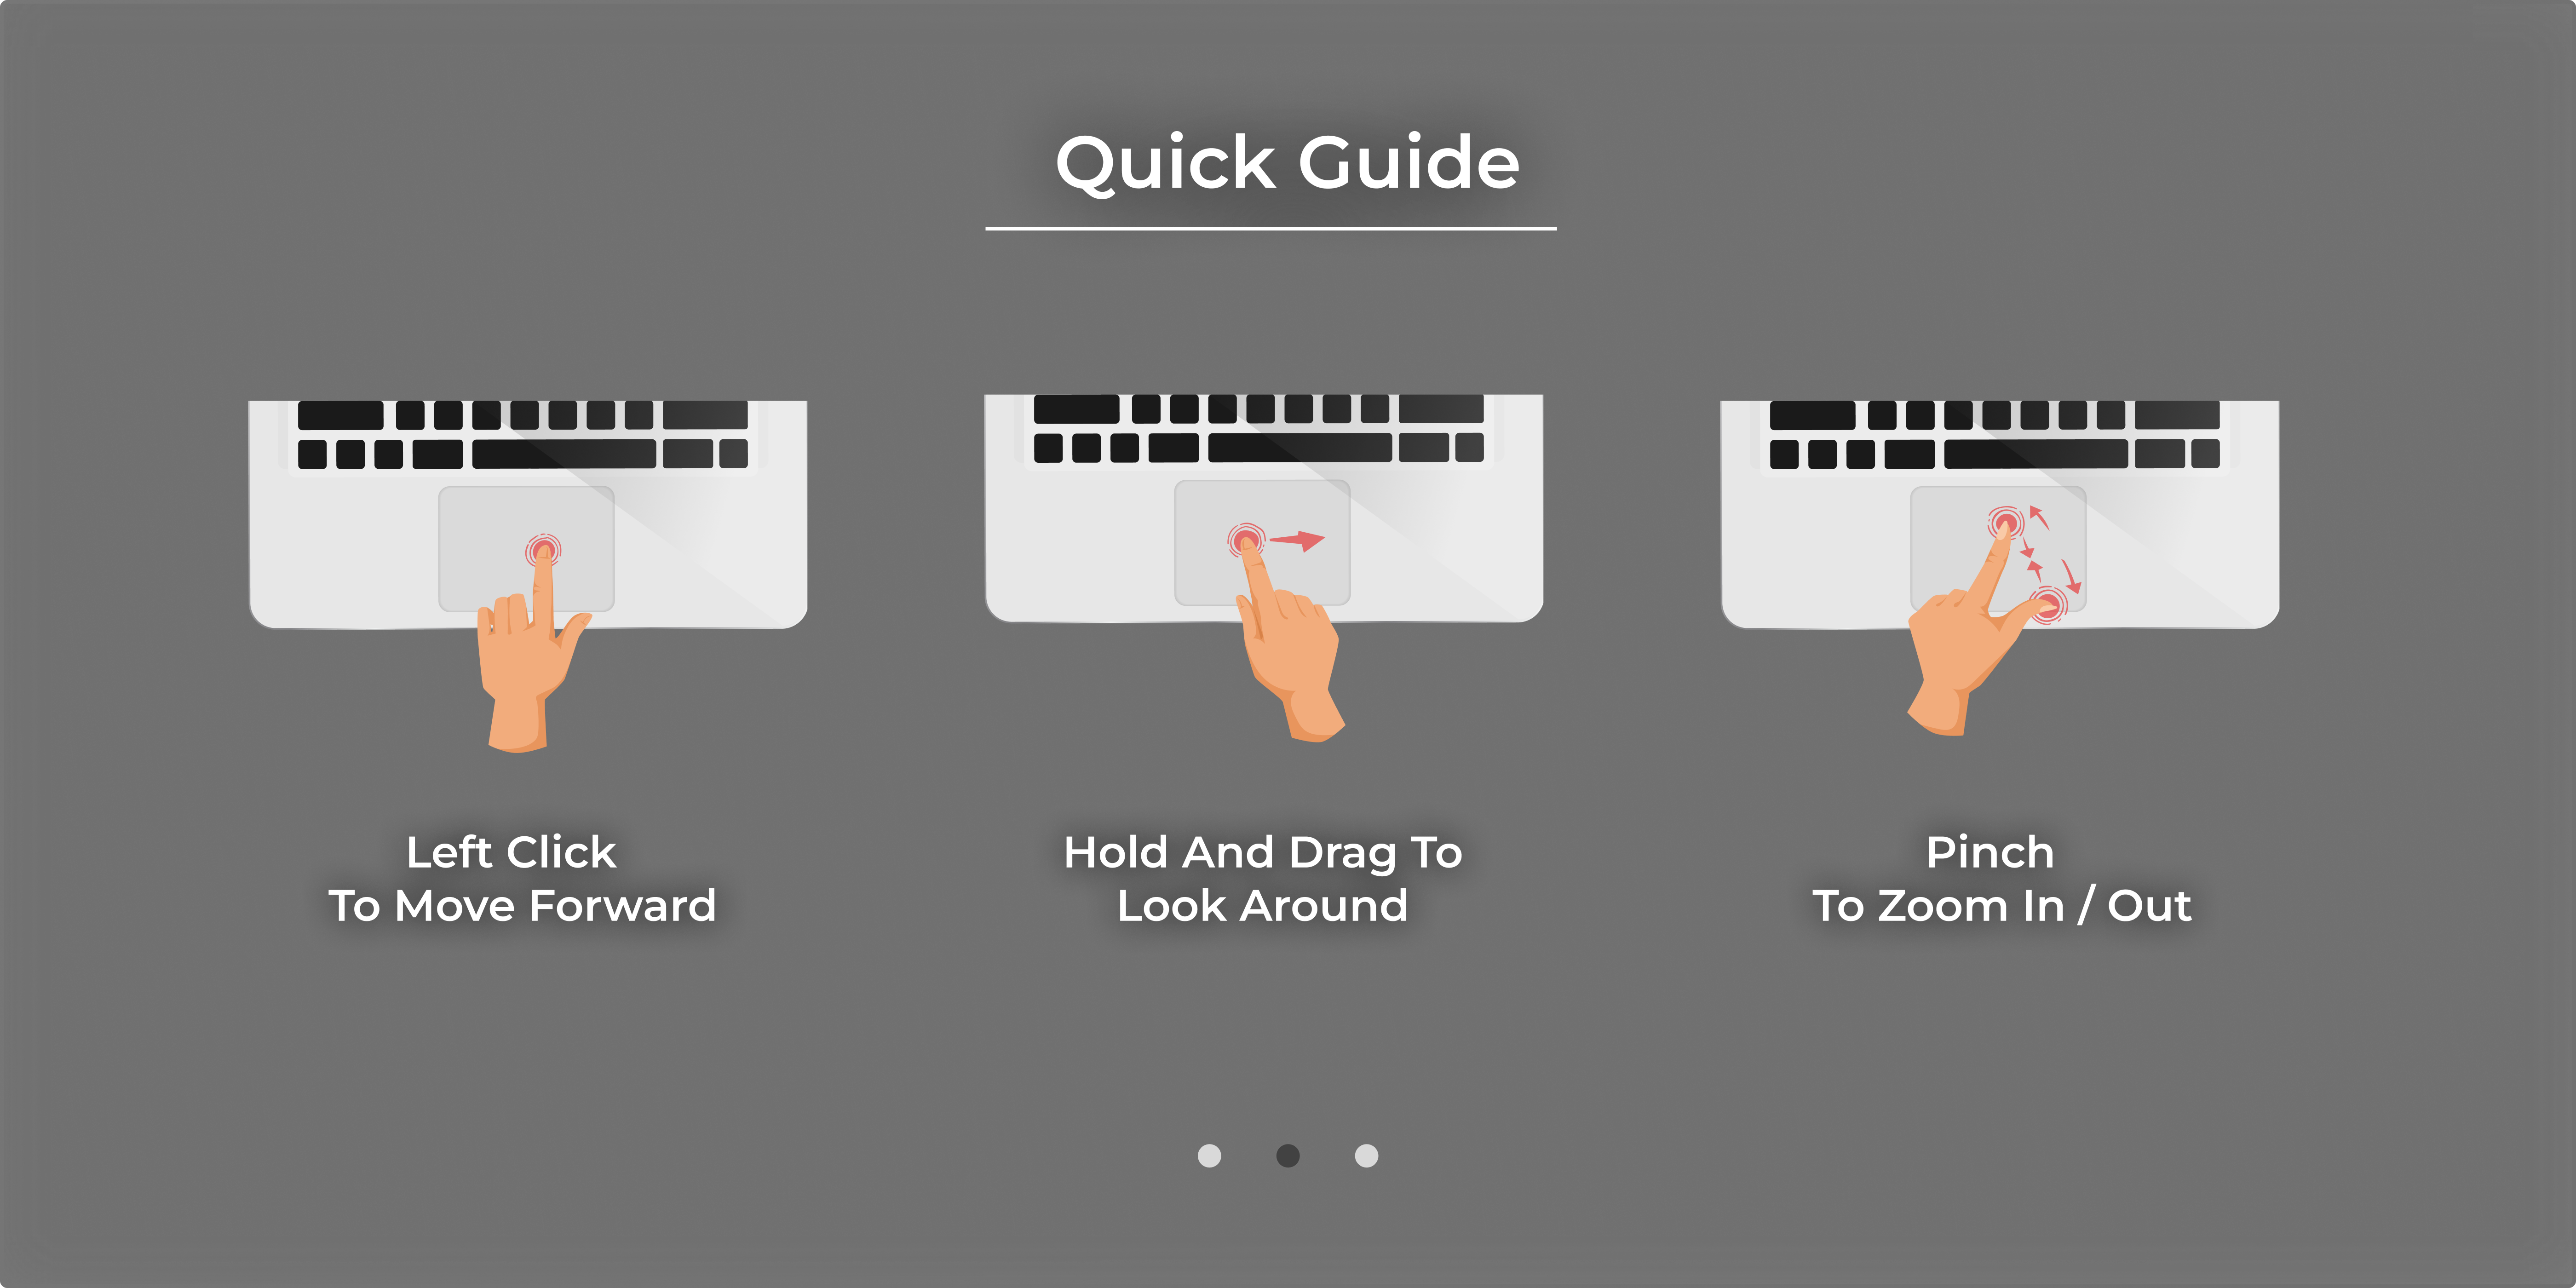 Quick Guide
Left Click
To Move Forward
Hold And Drag To
Look Around
Pinch
To Zoom In / Out